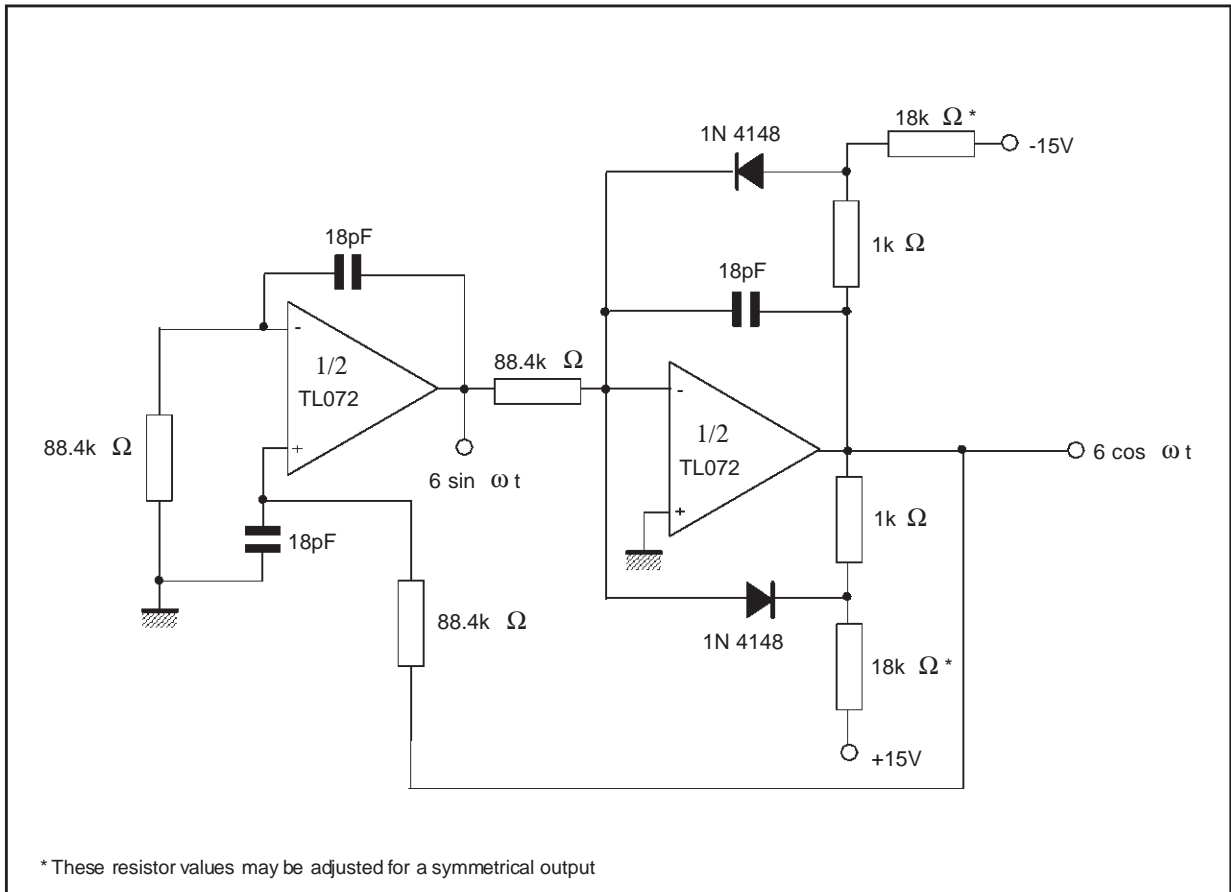 18k Ω *
1N 4148
-15V
18pF
1k Ω
18pF
-
1/2
TL072
88.4k Ω
-
88.4k Ω
+
1/2
TL072
6 cos ω t
6 sin ω t
+
1k Ω
18pF
88.4k Ω
1N 4148
18k Ω *
+15V
* These resistor values may be adjusted for a symmetrical output